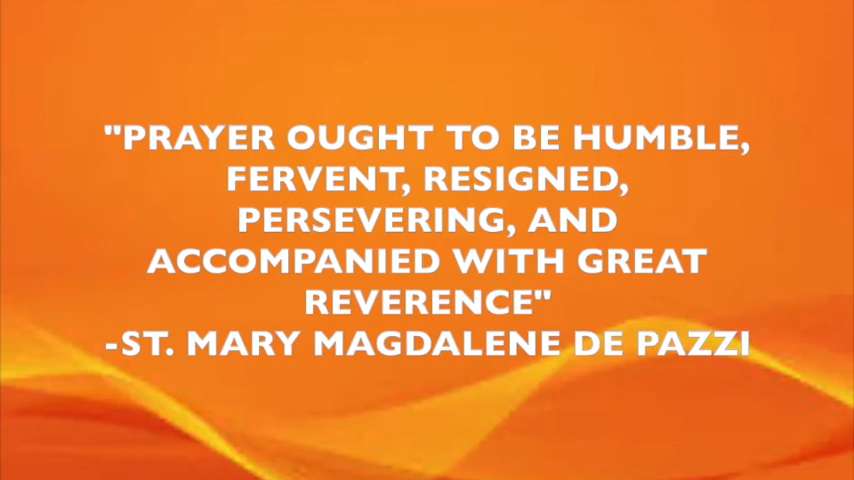 "PRAYER OUGHT TO BE HUMBLE,
FERVENT, RESIGNED,
PERSEVERING, AND
ACCOMPANIED WITH GREAT
REVERENCE"
-ST. MARY MAGDALENE DE PAZZI